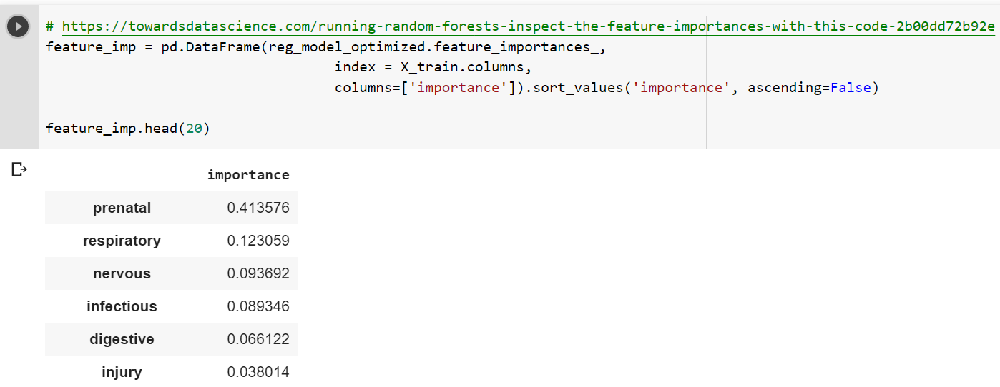 # https://towardsdatascience.com/running-random-forests-inspect-the-feature-importances-with-this-code-2b00dd72b92e
feature_imp = pd.DataFrame(reg_model_optimized.feature_importances_,
index = X_train.columns,
columns=['importance']).sort_values('importance', ascending=False)
feature_imp.head(20)
importance
prenatal 0.413576
respiratory 0.123059
nervous 0.093692
infectious 0.089346
digestive 0.066122
injury 0.038014